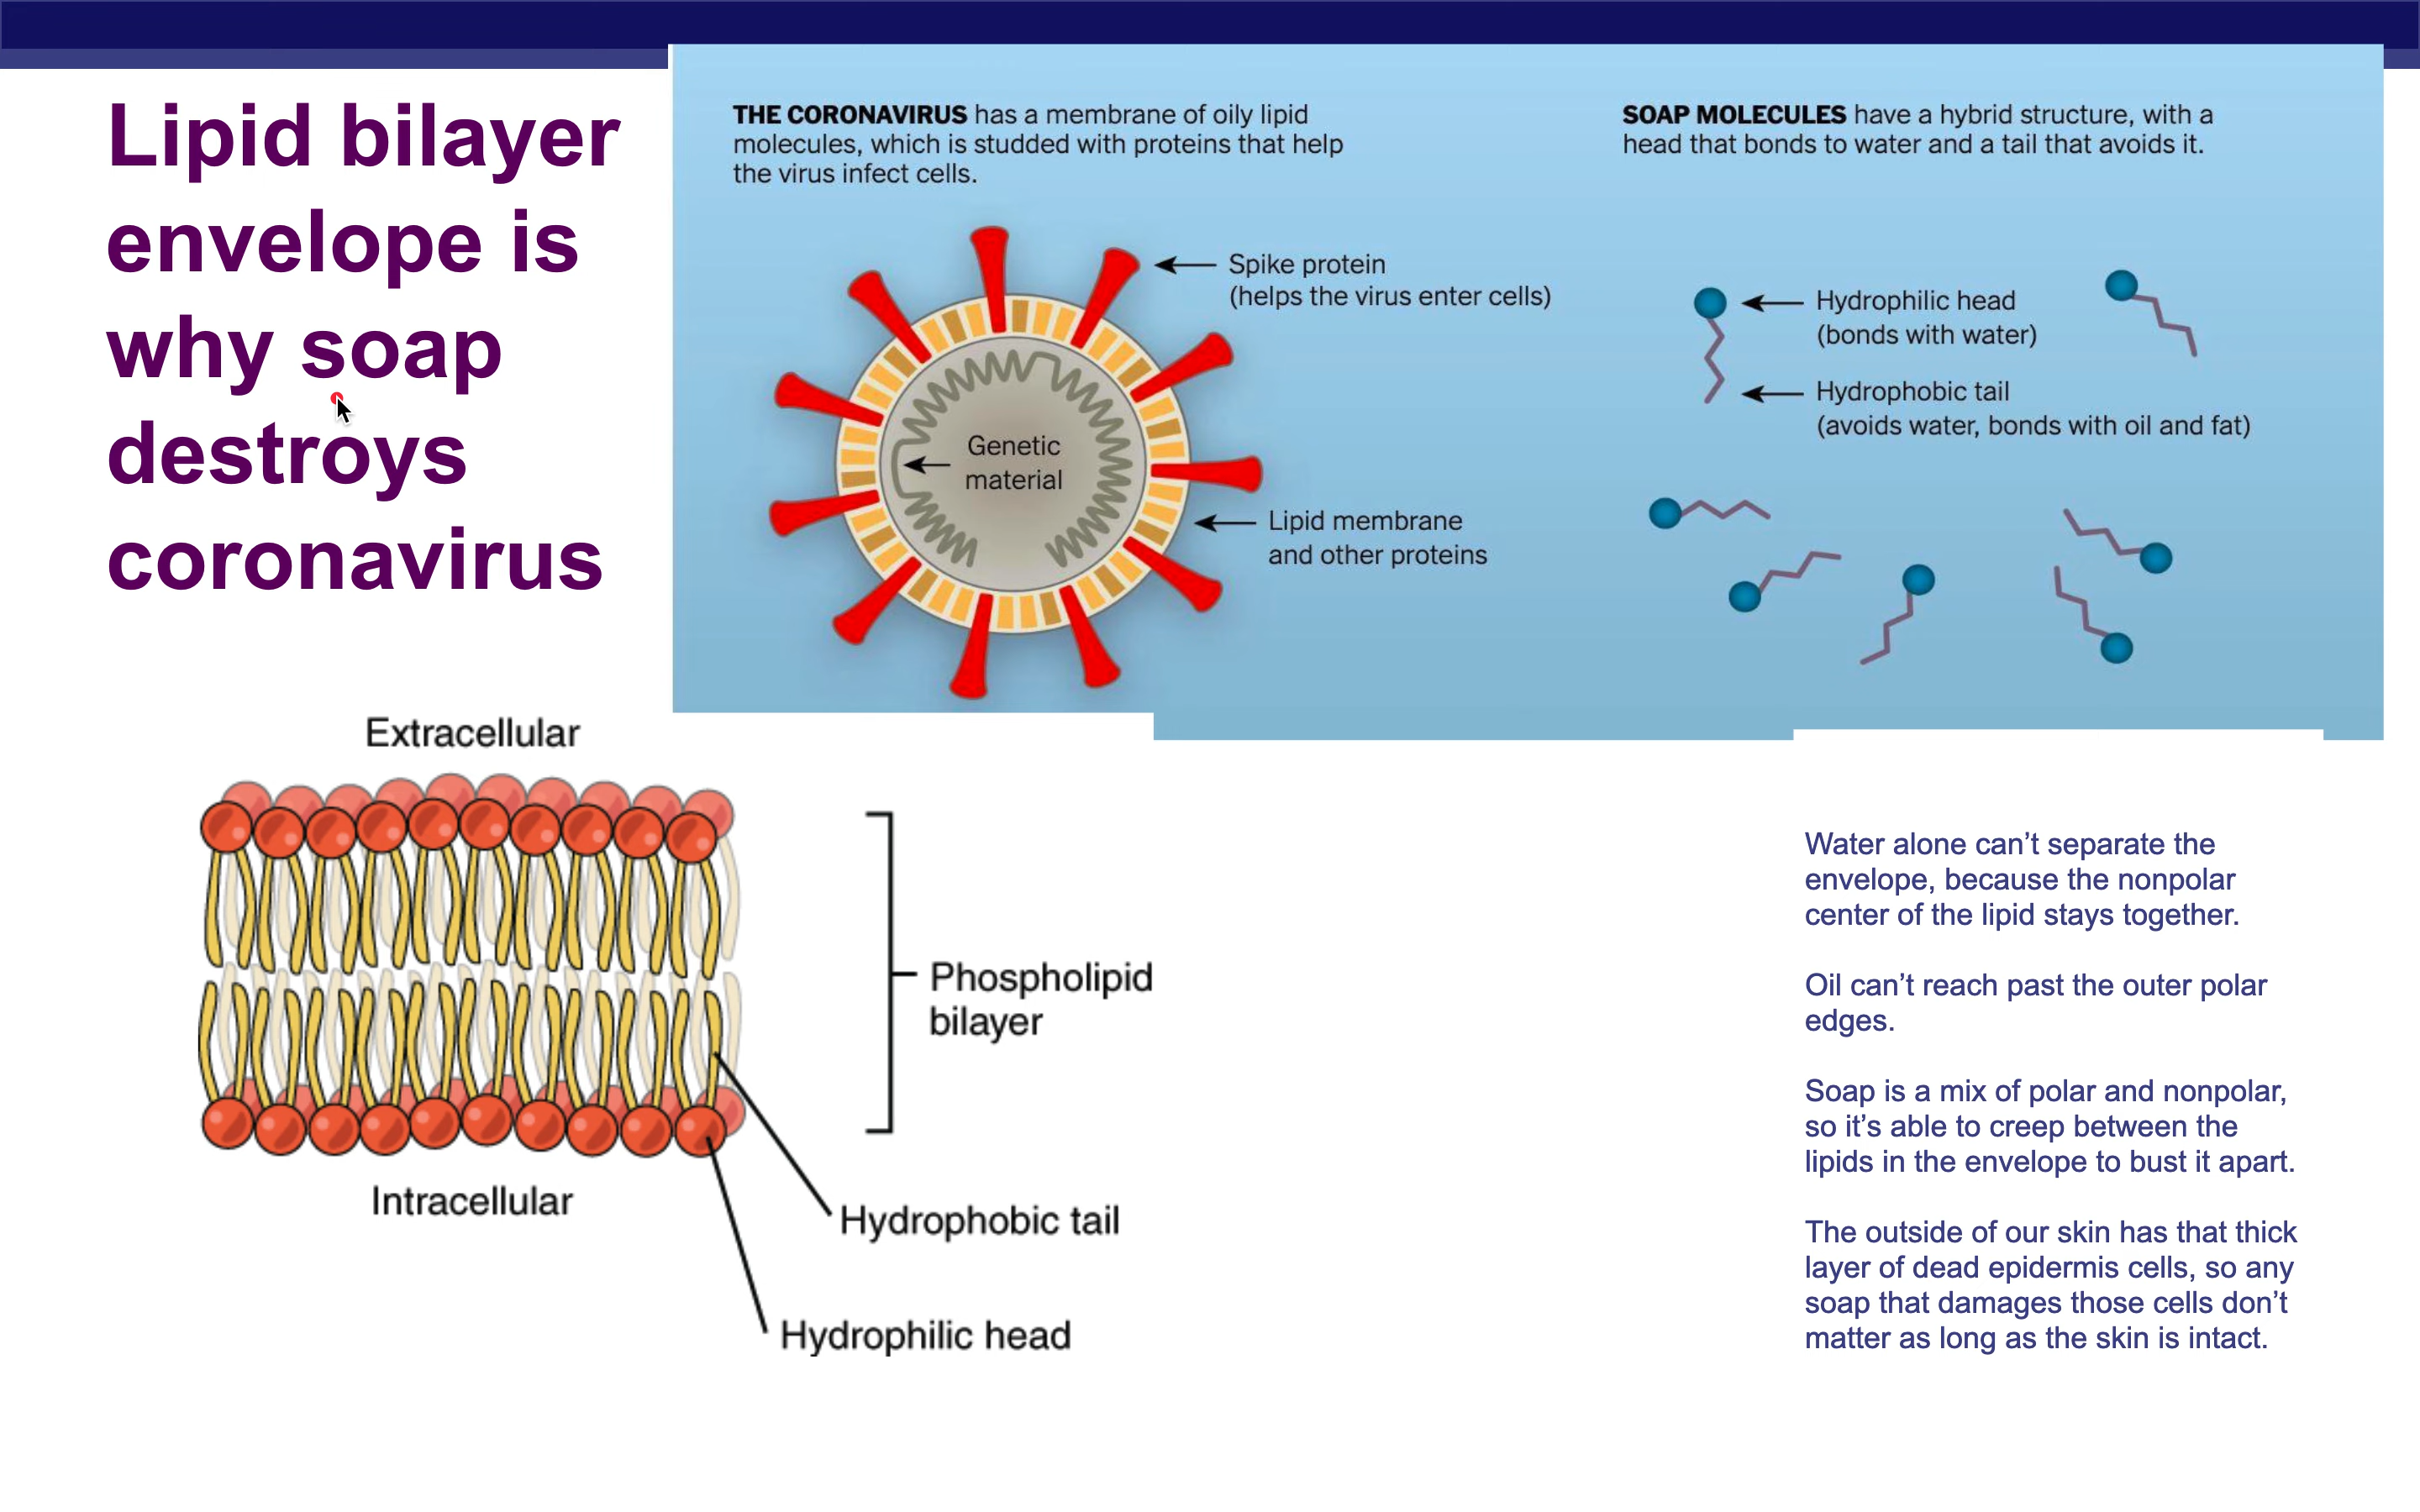 Lipid bilayer
envelope is
why soap
destroys
coronavirus
THE CORONAVIRUS has a membrane of oily lipid
molecules, which is studded with proteins that help
the virus infect cells.
Spike protein
(helps the virus enter cells)
Genetic
material
Lipid membrane
and other proteins
SOAP MOLECULES have a hybrid structure, with a
head that bonds to water and a tail that avoids it.
Hydrophilic head
(bonds with water)
Hydrophobic tail
(avoids water, bonds with oil and fat)
Extracellular
Phospholipid
bilayer
Intracellular
Hydrophobic tail
Hydrophilic head
Water alone can’t separate the
envelope, because the nonpolar
center of the lipid stays together.
Oil can’t reach past the outer polar
edges.
Soap is a mix of polar and nonpolar,
so it’s able to creep between the
lipids in the envelope to bust it apart.
The outside of our skin has that thick
layer of dead epidermis cells, so any
soap that damages those cells don’t
matter as long as the skin is intact.